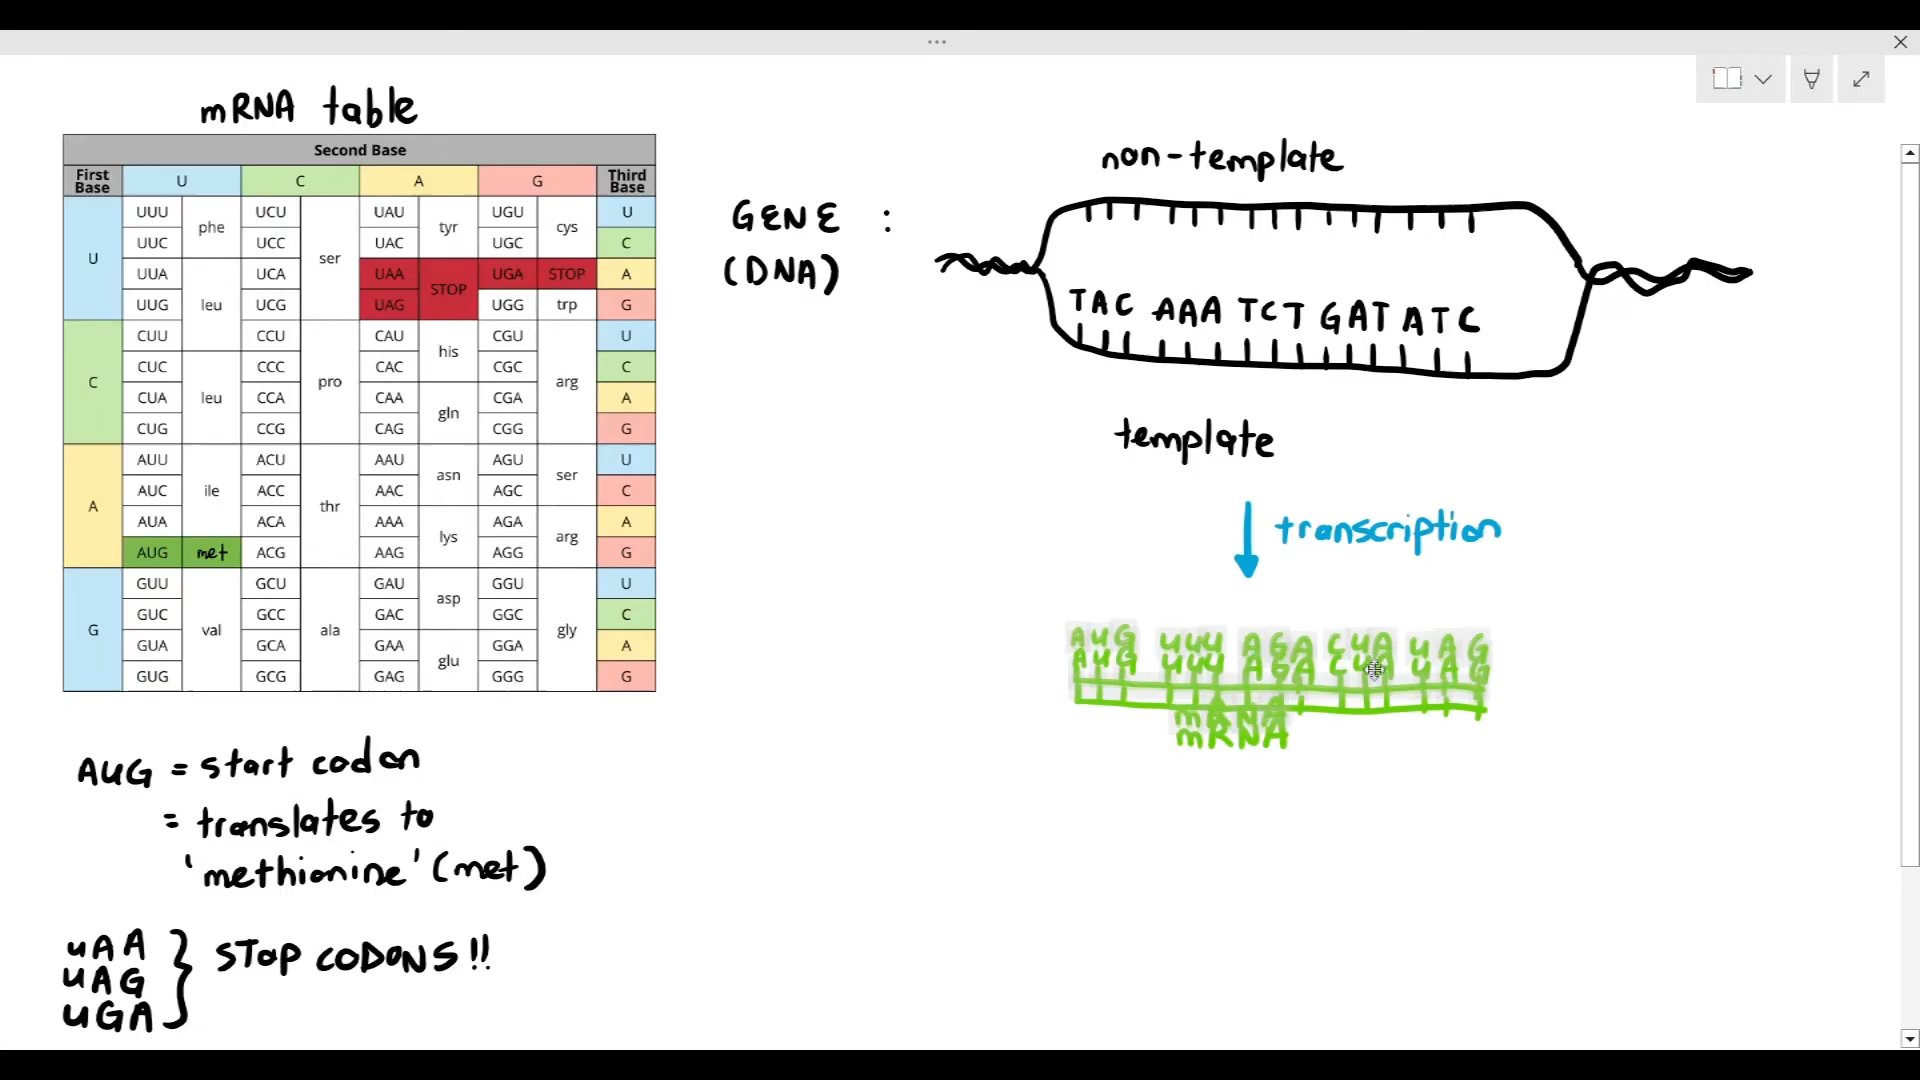 mRNA table
Second Base
First Base U C A G Third Base
U
UUU phe UCU ser UAU tyr UGU cys U
UUC UCC UAC UGC C
UUA leu UCA UAA STOP UGA STOP A
UUG UCG UAG UGG trp G
C
CUU leu CCU pro CAU his CGU arg U
CUC CCC CAC CGC C
CUA CCA CAA gln CGA A
CUG CCG CAG CGG G
A
AUU ile ACU thr AAU asn AGU ser U
AUC ACC AAC AGC C
AUA ACA AAA lys AGA arg A
AUG met ACG AAG AGG G
G
GUU val GCU ala GAU asp GGU gly U
GUC GCC GAC GGC C
GUA GCA GAA glu GGA A
GUG GCG GAG GGG G
AUG = start codon
= translates to
'methionine' (met)
UAA
UAG
UGA
} STOP CODONS!!
GENE :
(DNA)
non-template
TAC AAA TCT GAT ATC
template
transcription
AUG UUU AGA CUA UAG
AUG UUU AGA CUA UAG
mRNA
mRNA